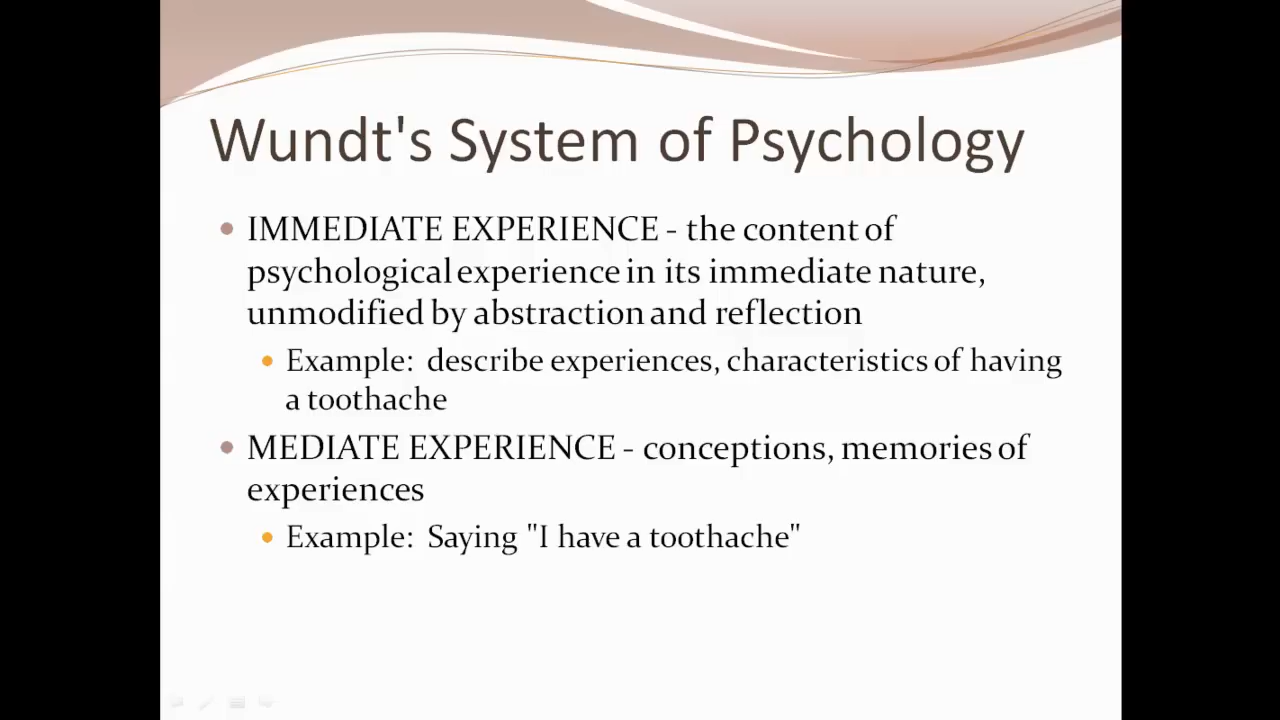 Wundt's System of Psychology
IMMEDIATE EXPERIENCE - the content of
psychological experience in its immediate nature,
unmodified by abstraction and reflection
Example:  describe experiences, characteristics of having
a toothache
MEDIATE EXPERIENCE - conceptions, memories of
experiences
Example:  Saying "I have a toothache"